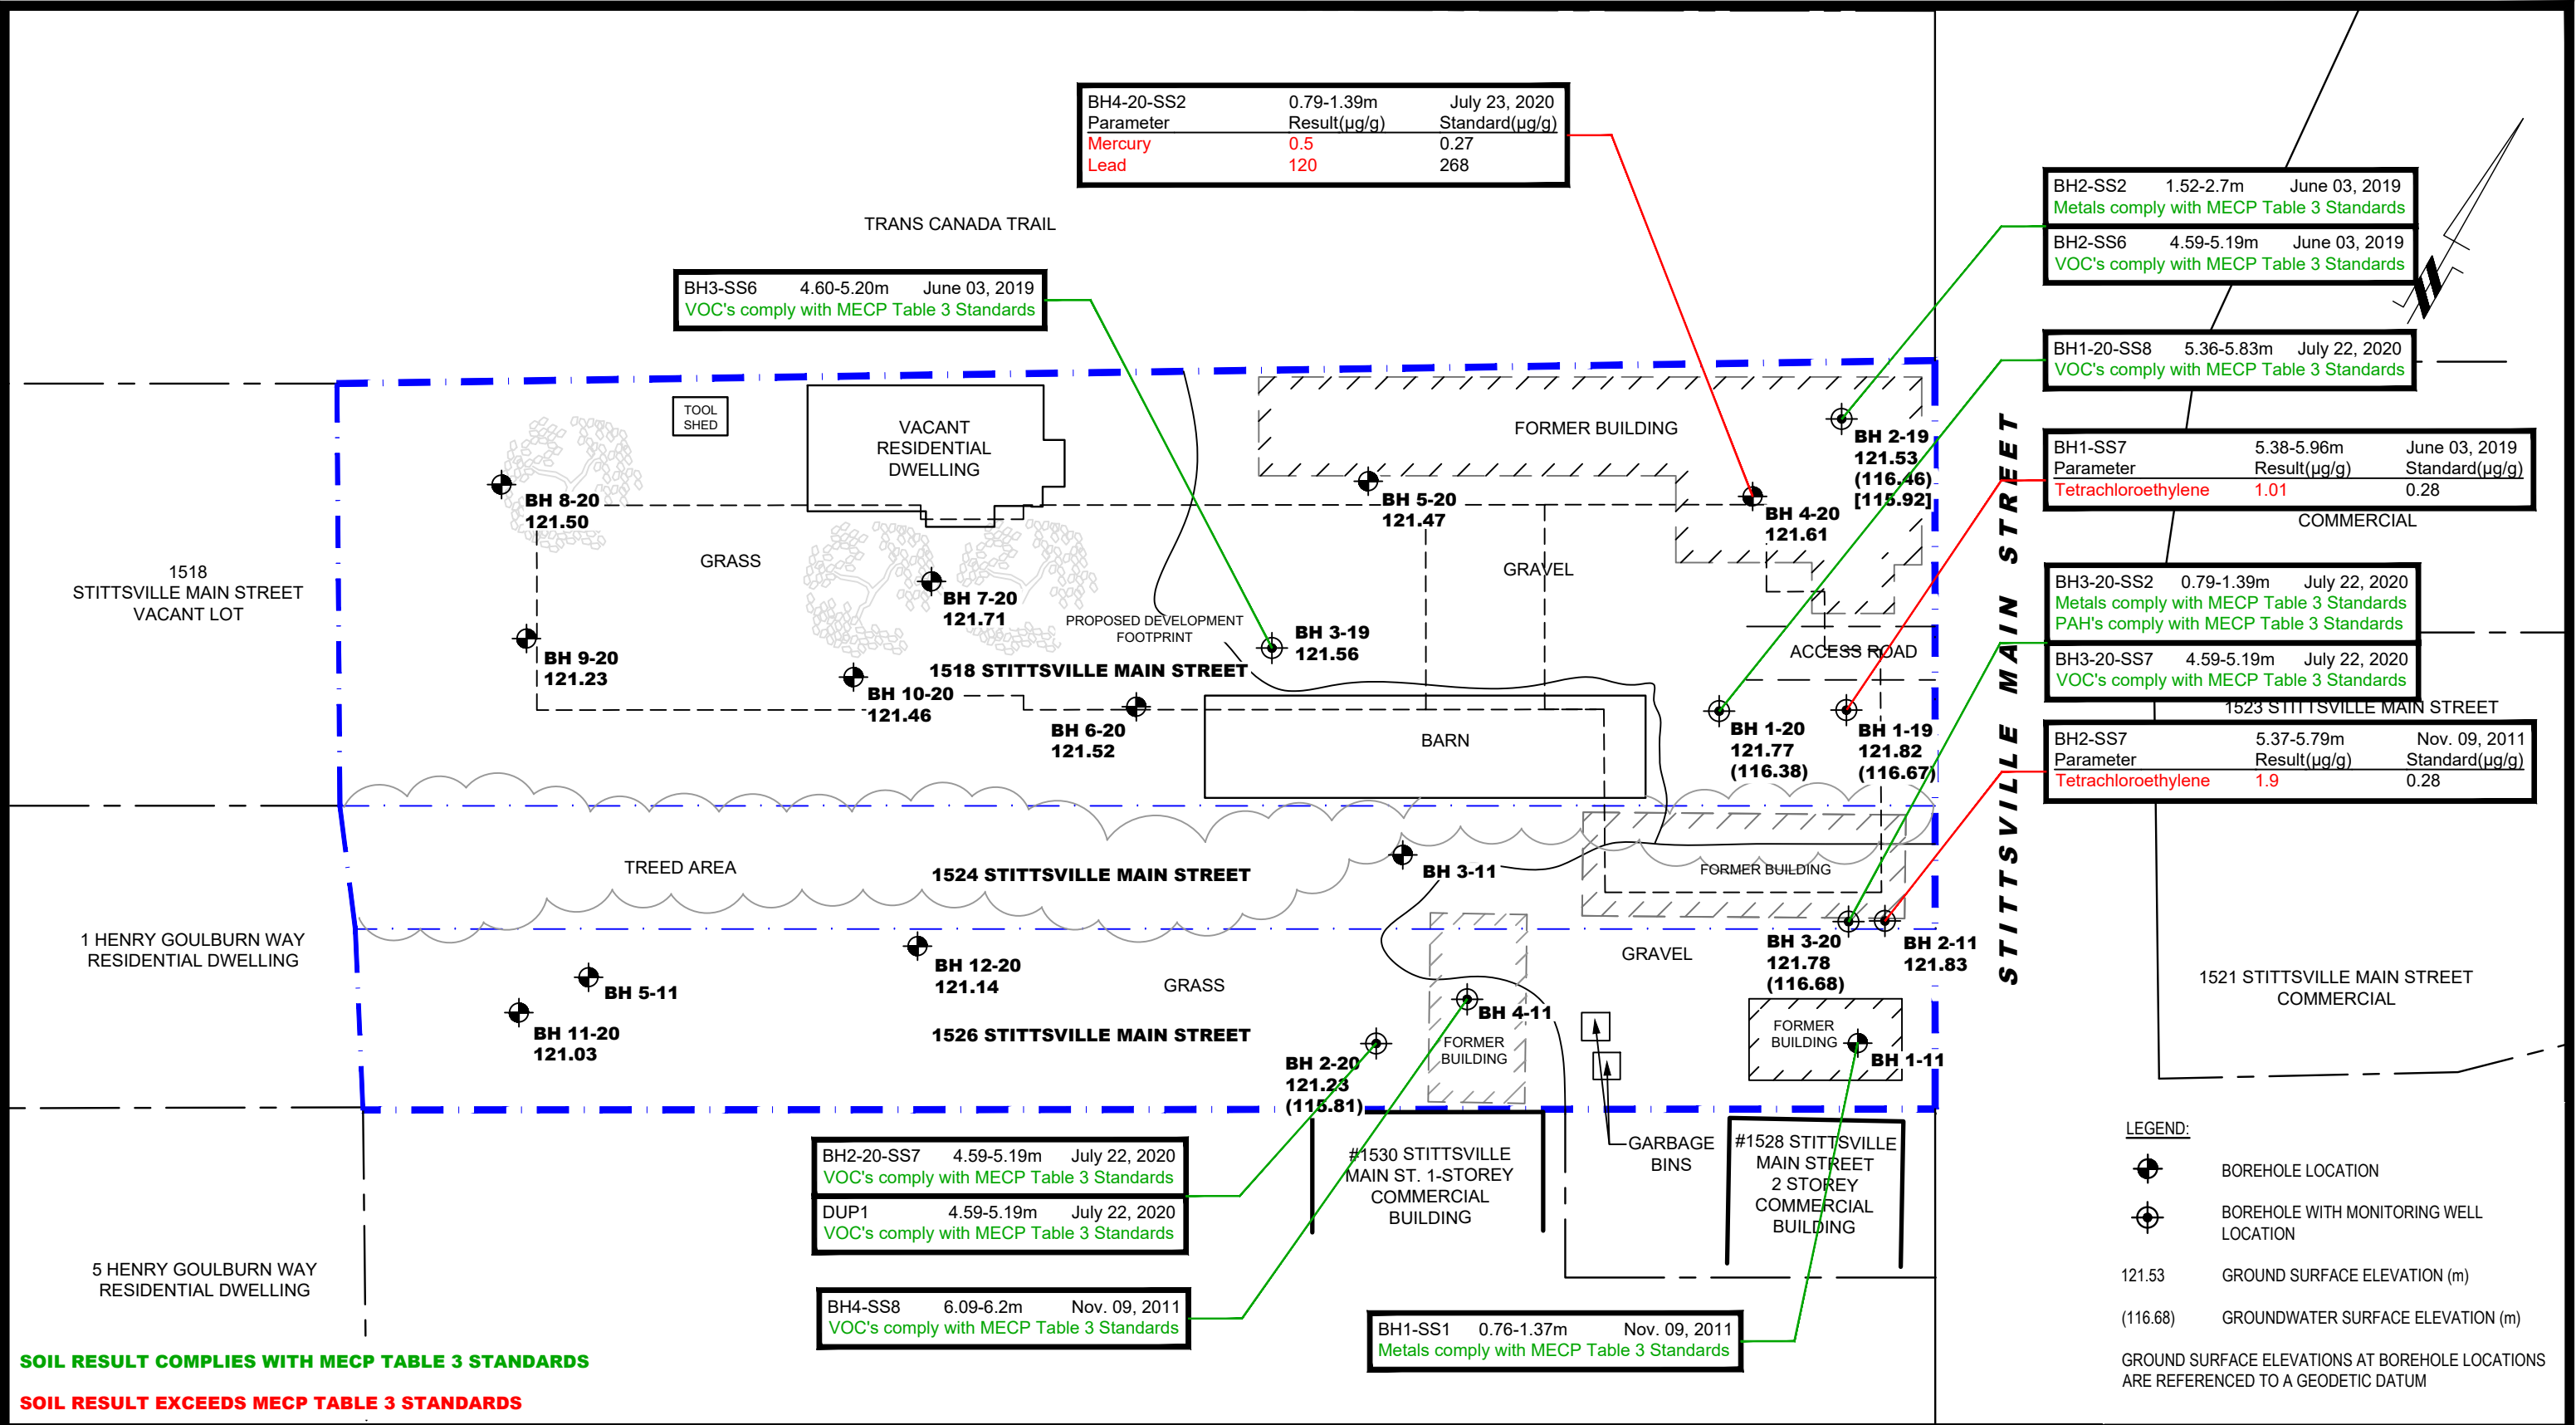 BH4-20-SS2 0.79-1.39m July 23, 2020
Parameter Result(µg/g) Standard(µg/g)
Mercury 0.5 0.27
Lead 120 268
BH2-SS2 1.52-2.7m June 03, 2019
Metals comply with MECP Table 3 Standards
BH2-SS6 4.59-5.19m June 03, 2019
VOC's comply with MECP Table 3 Standards
TRANS CANADA TRAIL
BH3-SS6 4.60-5.20m June 03, 2019
VOC's comply with MECP Table 3 Standards
BH1-20-SS8 5.36-5.83m July 22, 2020
VOC's comply with MECP Table 3 Standards
BH1-SS7 5.38-5.96m June 03, 2019
Parameter Result(µg/g) Standard(µg/g)
Tetrachloroethylene 1.01 0.28
COMMERCIAL
BH3-20-SS2 0.79-1.39m July 22, 2020
Metals comply with MECP Table 3 Standards
PAH's comply with MECP Table 3 Standards
BH3-20-SS7 4.59-5.19m July 22, 2020
VOC's comply with MECP Table 3 Standards
1523 STITTSVILLE MAIN STREET
BH2-SS7 5.37-5.79m Nov. 09, 2011
Parameter Result(µg/g) Standard(µg/g)
Tetrachloroethylene 1.9 0.28
TOOL
SHED
VACANT
RESIDENTIAL
DWELLING
FORMER BUILDING
BH 2-19
121.53
(116.46)
[115.92]
BH 8-20
121.50
BH 5-20
121.47
BH 4-20
121.61
GRASS
GRAVEL
1518
STITTSVILLE MAIN STREET
VACANT LOT
BH 7-20
121.71
PROPOSED DEVELOPMENT
FOOTPRINT
BH 3-19
121.56
BH 9-20
121.23
1518 STITTSVILLE MAIN STREET
ACCESS ROAD
BH 10-20
121.46
BH 6-20
121.52
BARN
BH 1-20
121.77
(116.38)
BH 1-19
121.82
(116.67)
STITTSVILLE MAIN STREET
TREED AREA
1524 STITTSVILLE MAIN STREET
BH 3-11
FORMER BUILDING
1 HENRY GOULBURN WAY
RESIDENTIAL DWELLING
BH 12-20
121.14
GRASS
GRAVEL
BH 3-20
121.78
(116.68)
BH 2-11
121.83
BH 5-11
BH 11-20
121.03
1526 STITTSVILLE MAIN STREET
BH 4-11
FORMER
BUILDING
FORMER
BUILDING
BH 1-11
BH 2-20
121.23
(115.81)
1521 STITTSVILLE MAIN STREET
COMMERCIAL
BH2-20-SS7 4.59-5.19m July 22, 2020
VOC's comply with MECP Table 3 Standards
DUP1 4.59-5.19m July 22, 2020
VOC's comply with MECP Table 3 Standards
#1530 STITTSVILLE
MAIN ST. 1-STOREY
COMMERCIAL
BUILDING
GARBAGE
BINS
#1528 STITTSVILLE
MAIN STREET
2 STOREY
COMMERCIAL
BUILDING
5 HENRY GOULBURN WAY
RESIDENTIAL DWELLING
BH4-SS8 6.09-6.2m Nov. 09, 2011
VOC's comply with MECP Table 3 Standards
BH1-SS1 0.76-1.37m Nov. 09, 2011
Metals comply with MECP Table 3 Standards
LEGEND:
BOREHOLE LOCATION
BOREHOLE WITH MONITORING WELL
LOCATION
121.53 GROUND SURFACE ELEVATION (m)
(116.68) GROUNDWATER SURFACE ELEVATION (m)
GROUND SURFACE ELEVATIONS AT BOREHOLE LOCATIONS
ARE REFERENCED TO A GEODETIC DATUM
SOIL RESULT COMPLIES WITH MECP TABLE 3 STANDARDS
SOIL RESULT EXCEEDS MECP TABLE 3 STANDARDS